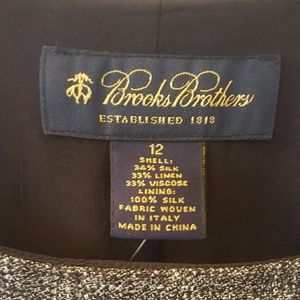 Brooks Brothers
ESTABLISHED 1818
12
SHELL:
34% SILK
33% LINEN
33% VISCOSE
LINING:
100% SILK
FABRIC WOVEN
IN ITALY
MADE IN CHINA